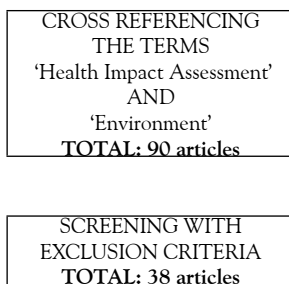 CROSS REFERENCING
THE TERMS
‘Health Impact Assessment’
AND
‘Environment’
TOTAL: 90 articles
SCREENING WITH
EXCLUSION CRITERIA
TOTAL: 38 articles